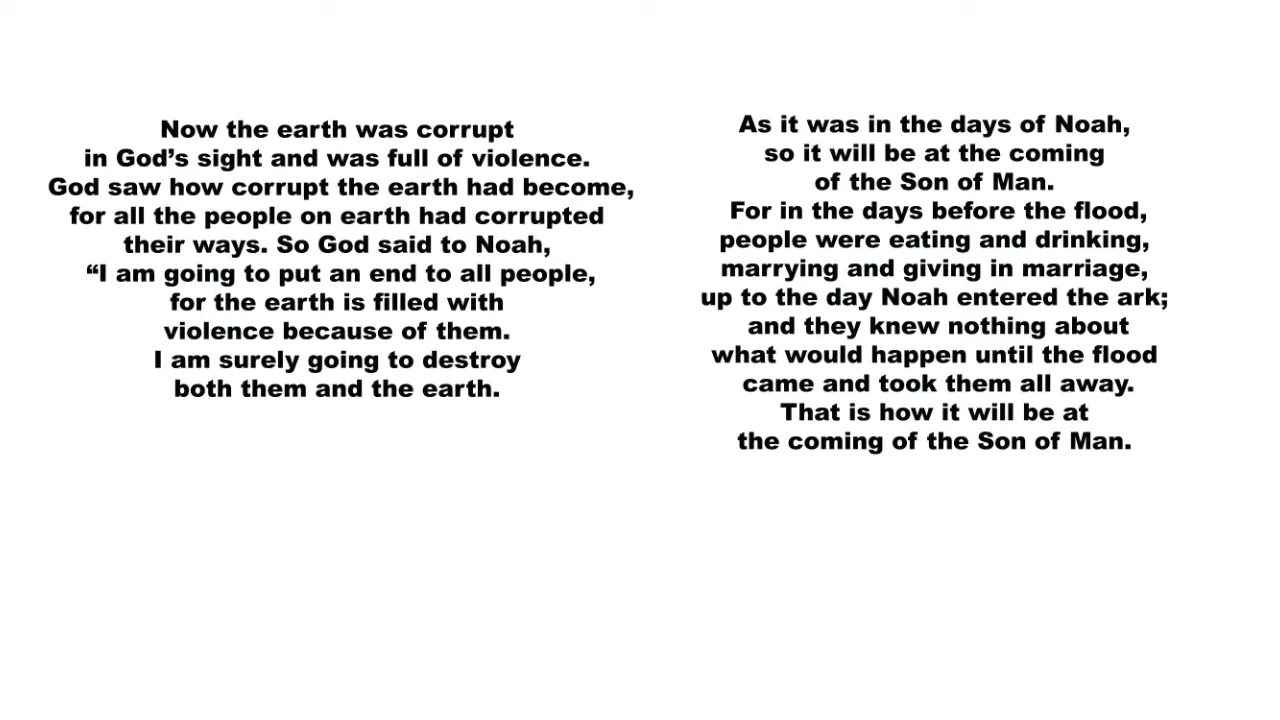 Now the earth was corrupt
in God’s sight and was full of violence.
God saw how corrupt the earth had become,
for all the people on earth had corrupted
their ways. So God said to Noah,
“I am going to put an end to all people,
for the earth is filled with
violence because of them.
I am surely going to destroy
both them and the earth.
As it was in the days of Noah,
so it will be at the coming
of the Son of Man.
For in the days before the flood,
people were eating and drinking,
marrying and giving in marriage,
up to the day Noah entered the ark;
and they knew nothing about
what would happen until the flood
came and took them all away.
That is how it will be at
the coming of the Son of Man.